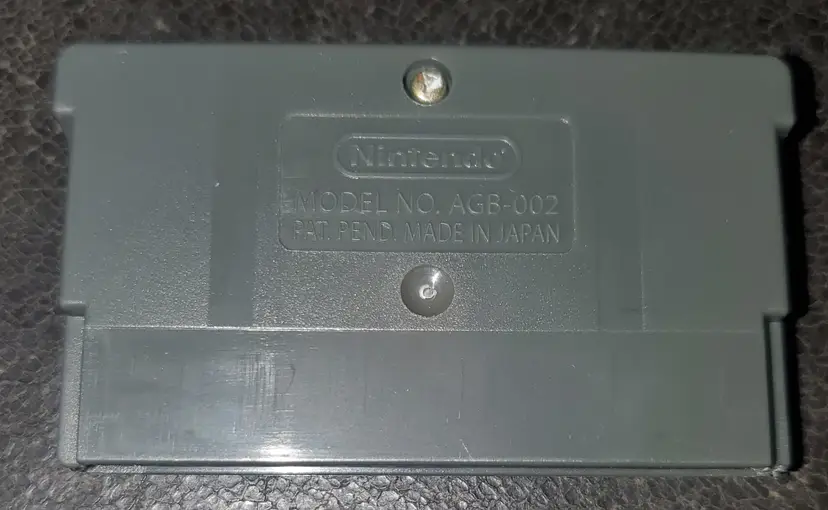 Nintendo
MODEL NO. AGB-002
PAT. PEND. MADE IN JAPAN